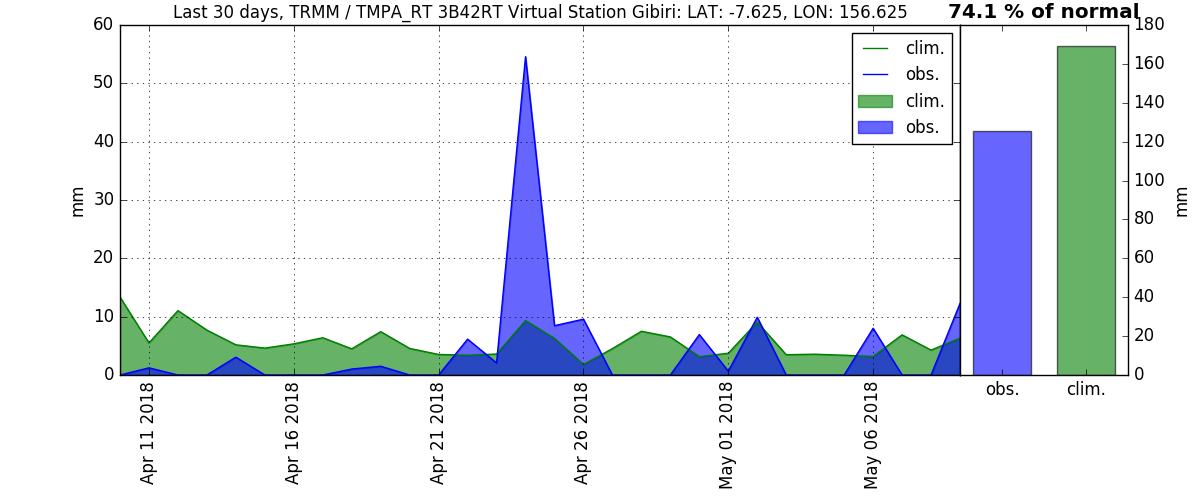 Last 30 days, TRMM / TMPA_RT 3B42RT Virtual Station Gibiri: LAT: -7.625, LON: 156.625
74.1 % of normal
60
50
40
30
20
10
0
mm
clim.
obs.
clim.
obs.
180
160
140
120
100
80
60
40
20
0
mm
Apr 11 2018
Apr 16 2018
Apr 21 2018
Apr 26 2018
May 01 2018
May 06 2018
obs.
clim.